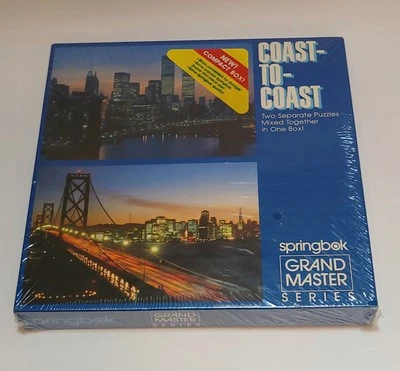 NEW!
COMPACT BOX!
COAST-
TO-
COAST
Two Separate Puzzles
Mixed Together
in One Box!
springbok
GRAND
MASTER
SERIES
springbok
GRAND
MASTER
SERIES